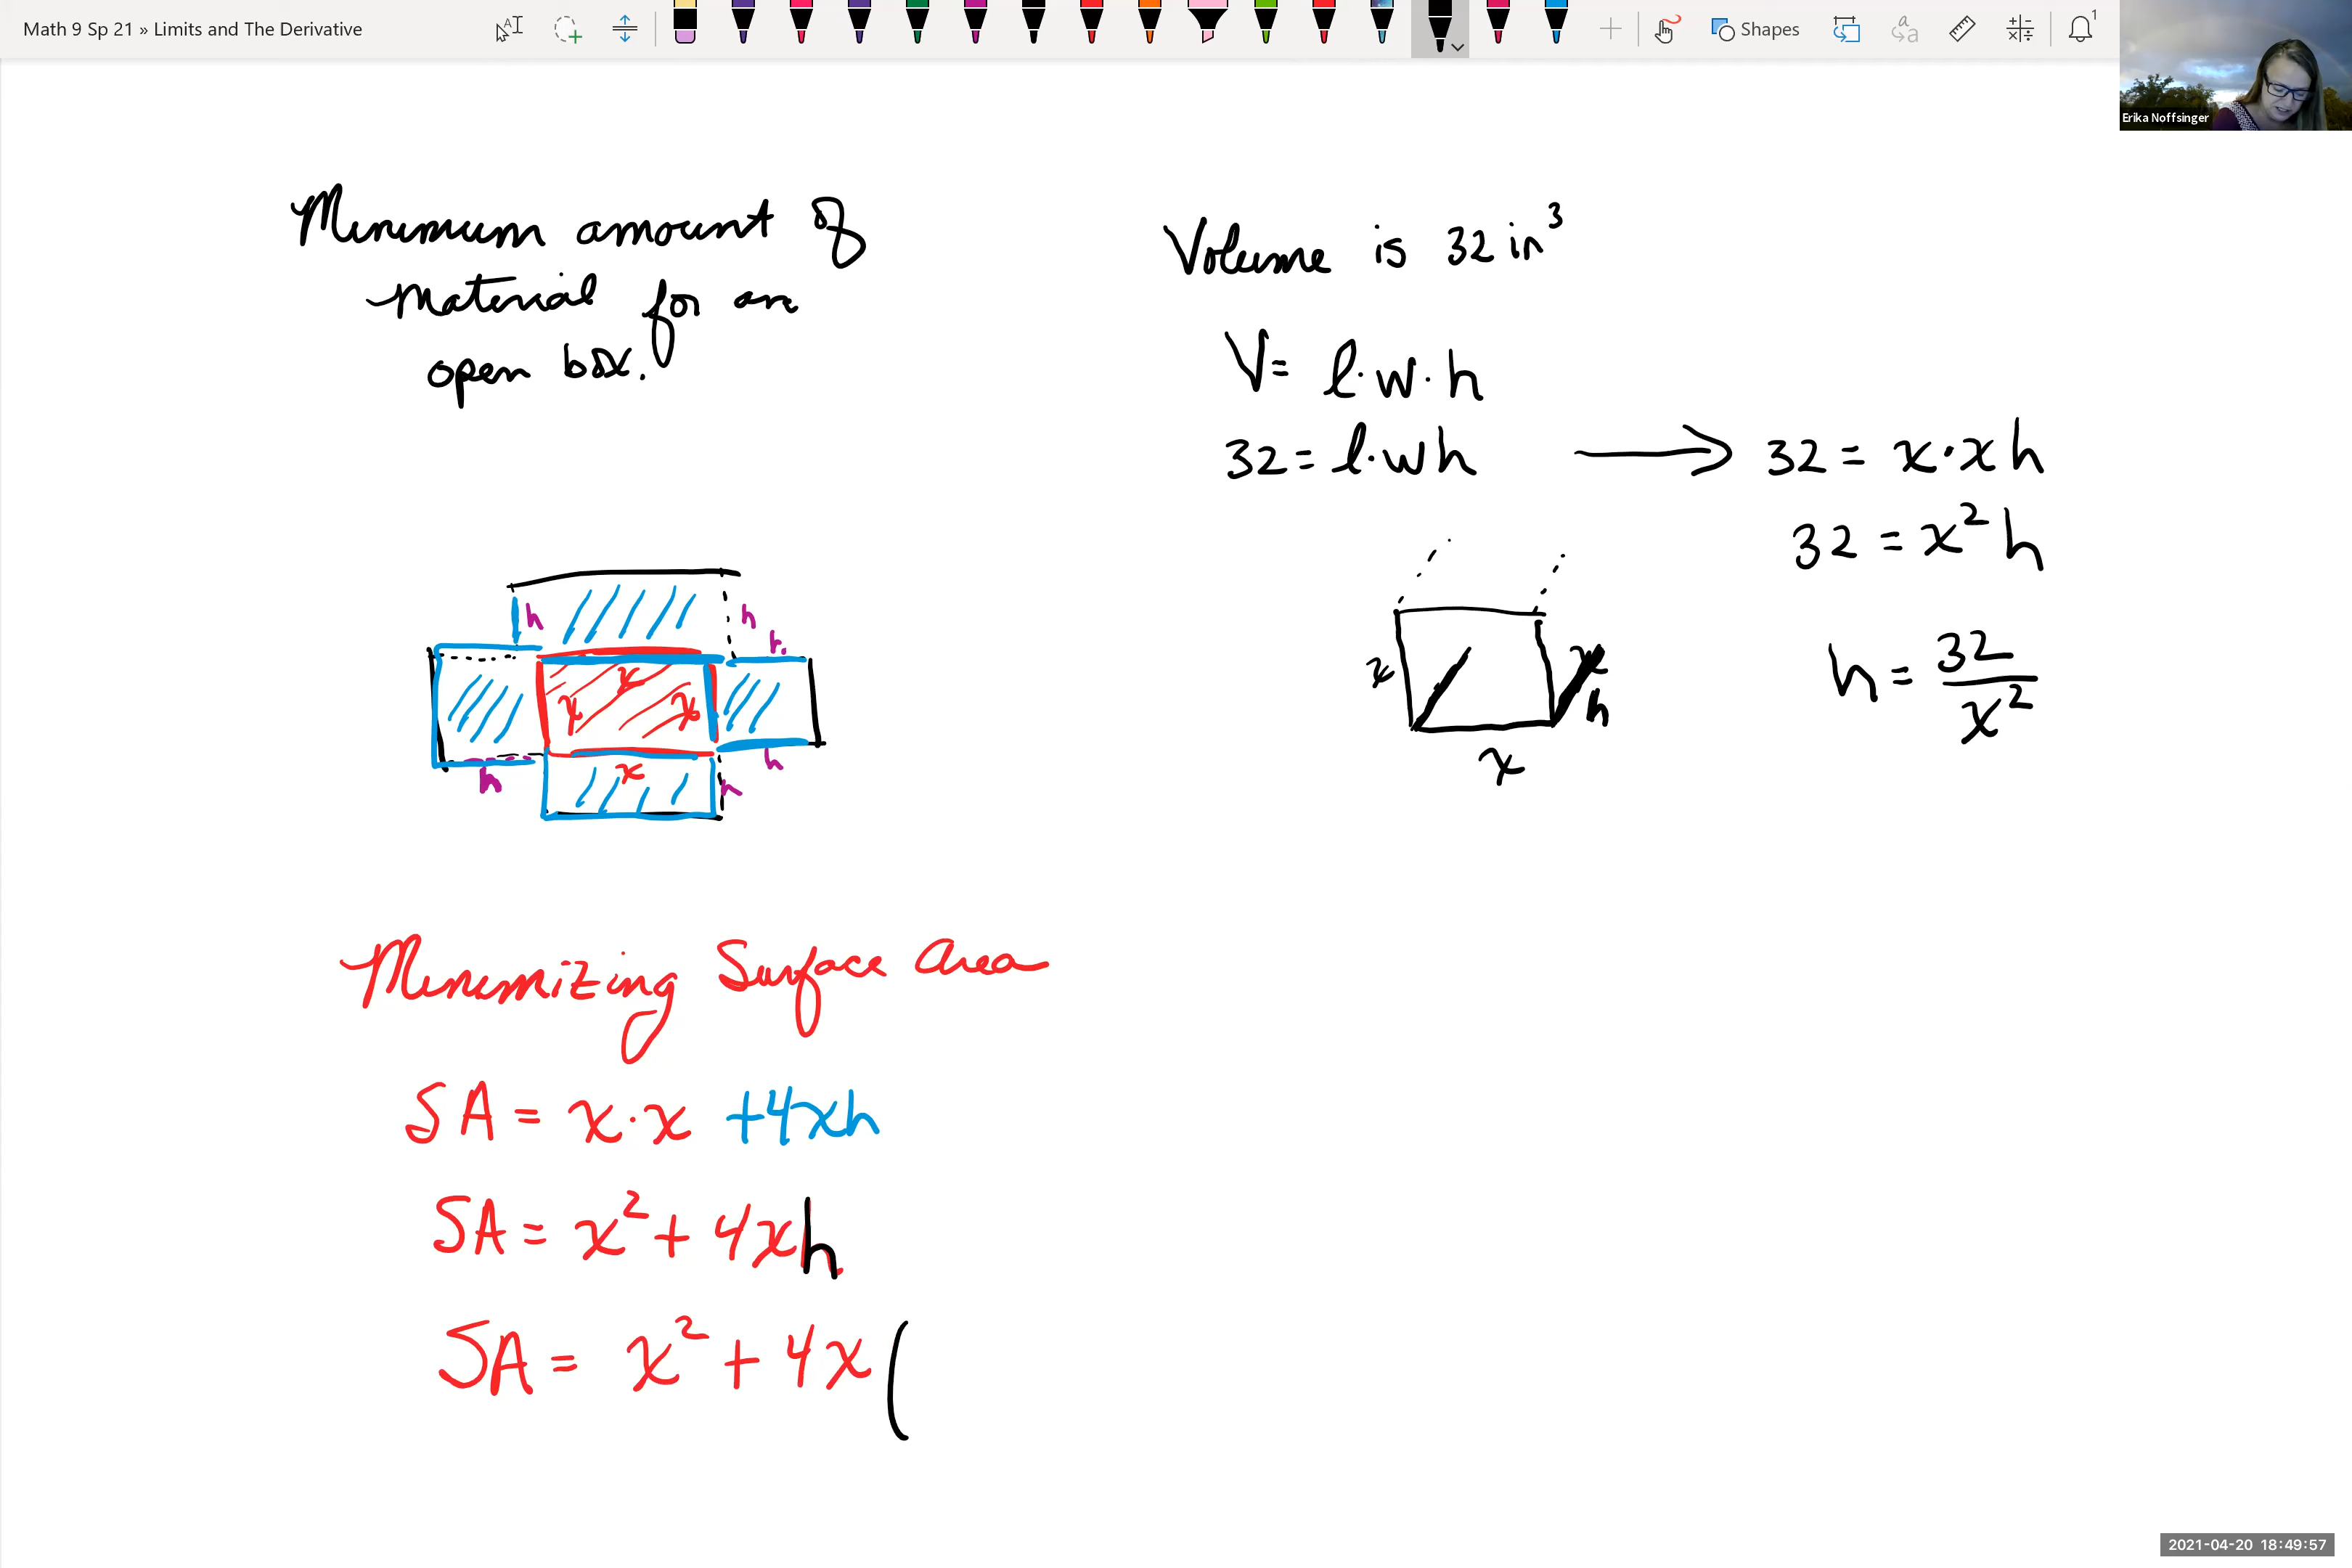 Math 9 Sp 21 » Limits and The Derivative
Shapes
1
Erika Noffsinger
Minimum amount of
material for an
open box.
Volume is 32 in³
V= l·w·h
32 = l·wh → 32 = x·xh
32 = x²h
h = 32/x²
h
h
h
h
x
x
x
x
h
h
h
x
x
h
x
Minimizing Surface Area
SA = x·x +4xh
SA = x² + 4xh
SA = x² + 4x(
2021-04-20 18:49:57